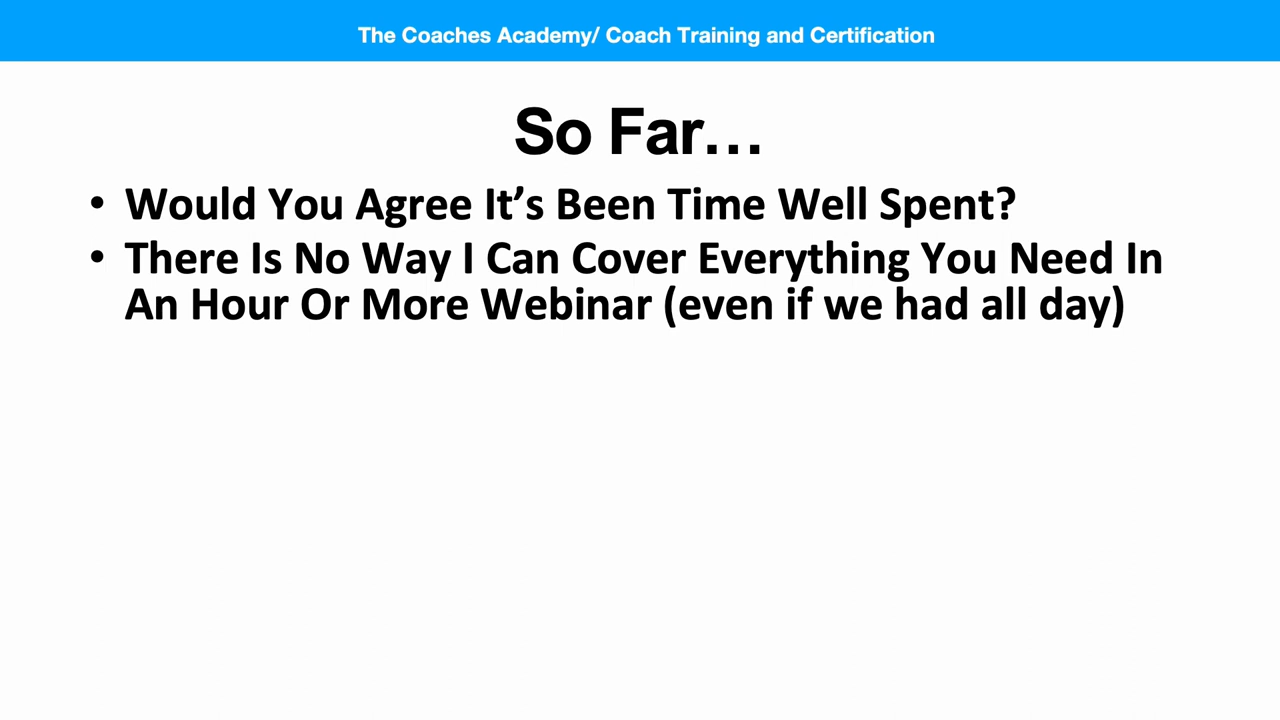 The Coaches Academy/ Coach Training and Certification
So Far...
• Would You Agree It’s Been Time Well Spent?
• There Is No Way I Can Cover Everything You Need In
An Hour Or More Webinar (even if we had all day)